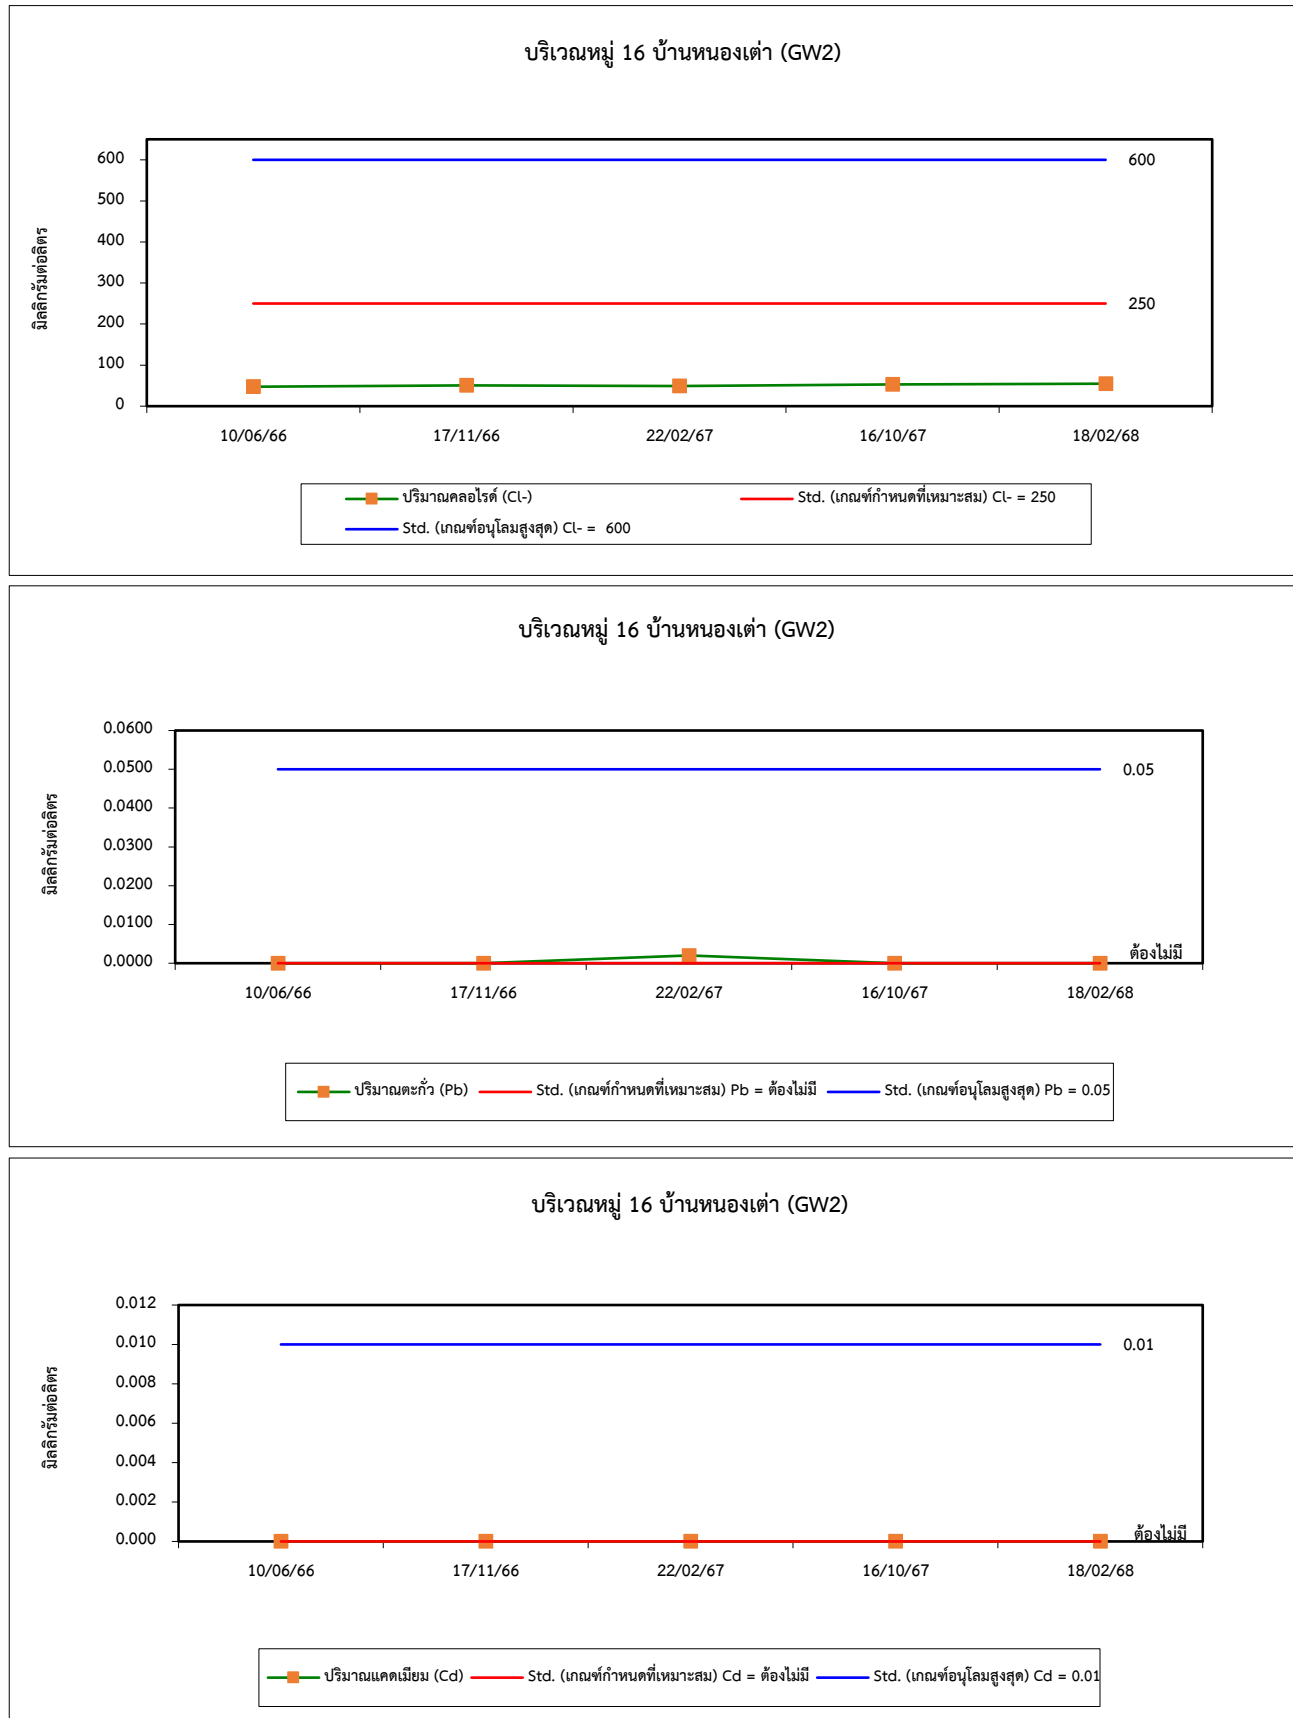 บริเวณหมู่ 16 บ้านหนองเต่า (GW2)
มิลลิกรัมต่อลิตร
600
500
400
300
200
100
0
600
250
10/06/66 17/11/66 22/02/67 16/10/67 18/02/68
ปริมาณคลอไรด์ (Cl-) Std. (เกณฑ์กำหนดที่เหมาะสม) Cl- = 250
Std. (เกณฑ์อนุโลมสูงสุด) Cl- = 600
บริเวณหมู่ 16 บ้านหนองเต่า (GW2)
มิลลิกรัมต่อลิตร
0.0600
0.0500
0.0400
0.0300
0.0200
0.0100
0.0000
0.05
ต้องไม่มี
10/06/66 17/11/66 22/02/67 16/10/67 18/02/68
ปริมาณตะกั่ว (Pb) Std. (เกณฑ์กำหนดที่เหมาะสม) Pb = ต้องไม่มี Std. (เกณฑ์อนุโลมสูงสุด) Pb = 0.05
บริเวณหมู่ 16 บ้านหนองเต่า (GW2)
มิลลิกรัมต่อลิตร
0.012
0.010
0.008
0.006
0.004
0.002
0.000
0.01
ต้องไม่มี
10/06/66 17/11/66 22/02/67 16/10/67 18/02/68
ปริมาณแคดเมียม (Cd) Std. (เกณฑ์กำหนดที่เหมาะสม) Cd = ต้องไม่มี Std. (เกณฑ์อนุโลมสูงสุด) Cd = 0.01